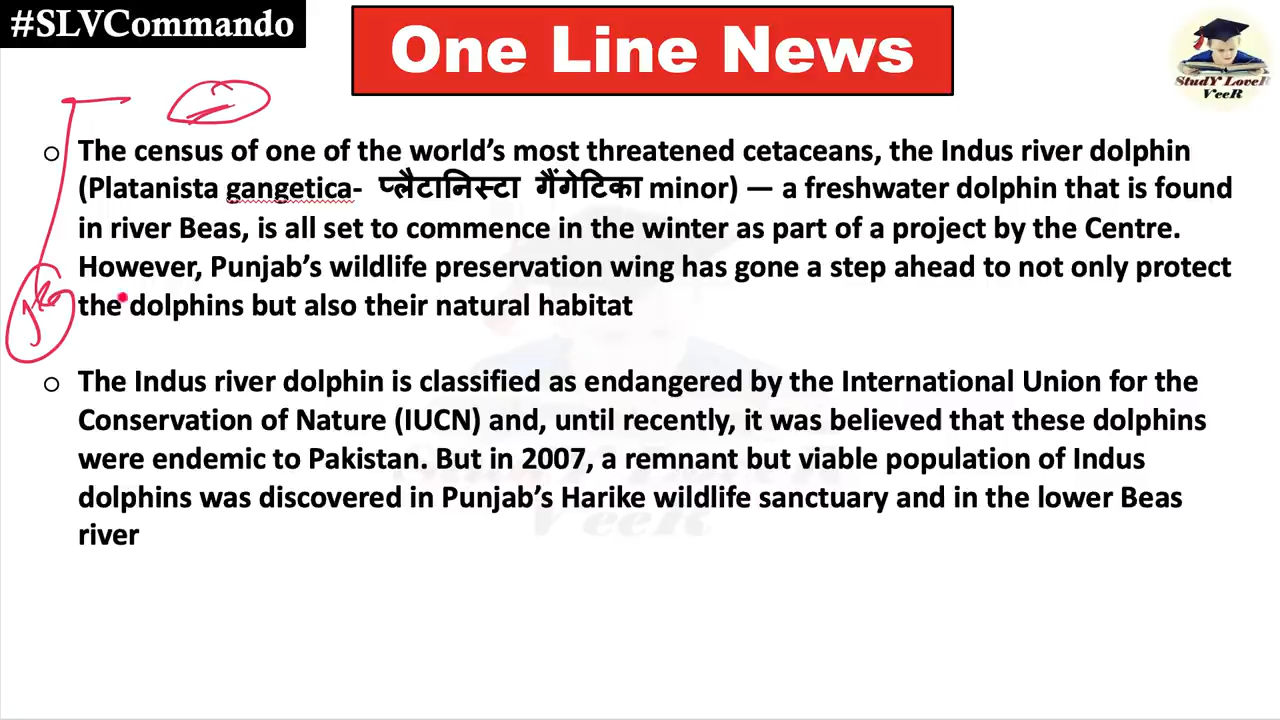 #SLVCommando
One Line News
StudY LoveR
VeeR
○ The census of one of the world’s most threatened cetaceans, the Indus river dolphin
(Platanista gangetica- प्लैटानिस्टा गैंगेटिका minor) — a freshwater dolphin that is found
in river Beas, is all set to commence in the winter as part of a project by the Centre.
However, Punjab’s wildlife preservation wing has gone a step ahead to not only protect
the dolphins but also their natural habitat
○ The Indus river dolphin is classified as endangered by the International Union for the
Conservation of Nature (IUCN) and, until recently, it was believed that these dolphins
were endemic to Pakistan. But in 2007, a remnant but viable population of Indus
dolphins was discovered in Punjab’s Harike wildlife sanctuary and in the lower Beas
river
VeeR